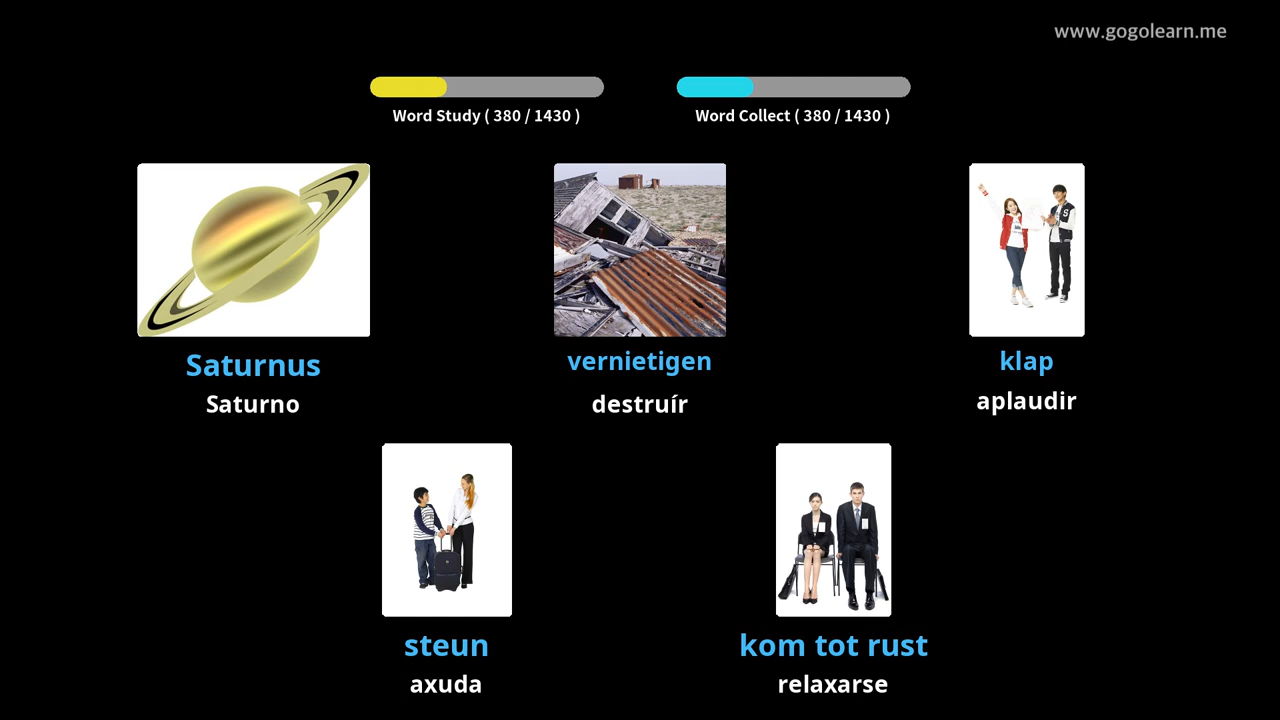 www.gogolearn.me
Word Study ( 380 / 1430 )
Word Collect ( 380 / 1430 )
Saturnus
Saturno
vernietigen
destruír
klap
aplaudir
steun
axuda
kom tot rust
relaxarse